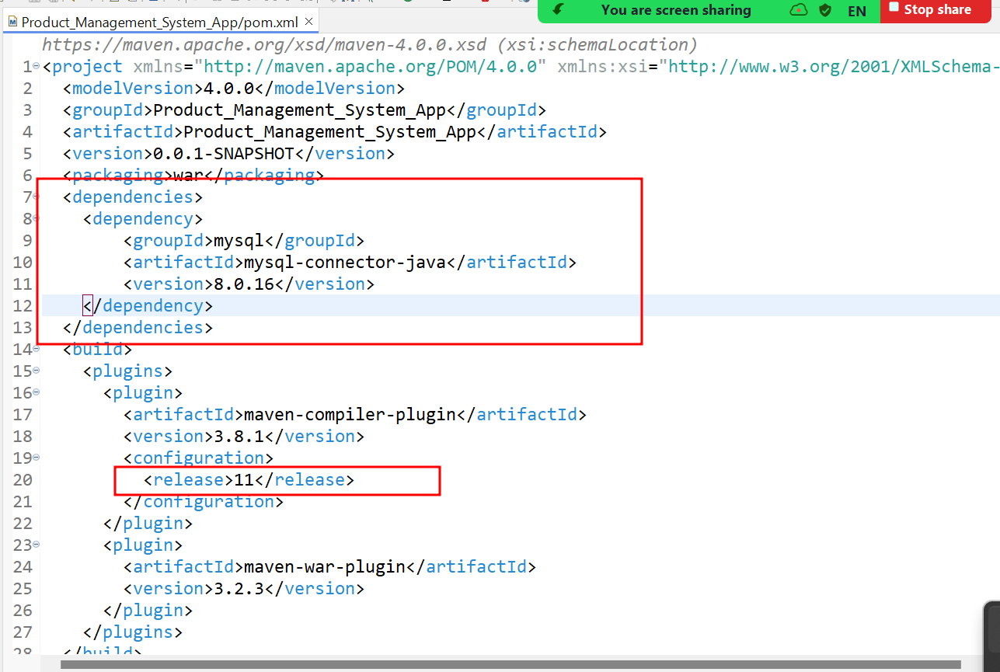 You are screen sharing
EN
Stop share
Product_Management_System_App/pom.xml
https://maven.apache.org/xsd/maven-4.0.0.xsd (xsi:schemaLocation)
1 <project xmlns="http://maven.apache.org/POM/4.0.0" xmlns:xsi="http://www.w3.org/2001/XMLSchema-
2 <modelVersion>4.0.0</modelVersion>
3 <groupId>Product_Management_System_App</groupId>
4 <artifactId>Product_Management_System_App</artifactId>
5 <version>0.0.1-SNAPSHOT</version>
6 <packaging>war</packaging>
7 <dependencies>
8 <dependency>
9 <groupId>mysql</groupId>
10 <artifactId>mysql-connector-java</artifactId>
11 <version>8.0.16</version>
12 </dependency>
13 </dependencies>
14 <build>
15 <plugins>
16 <plugin>
17 <artifactId>maven-compiler-plugin</artifactId>
18 <version>3.8.1</version>
19 <configuration>
20 <release>11</release>
21 </configuration>
22 </plugin>
23 <plugin>
24 <artifactId>maven-war-plugin</artifactId>
25 <version>3.2.3</version>
26 </plugin>
27 </plugins>
28 </build>